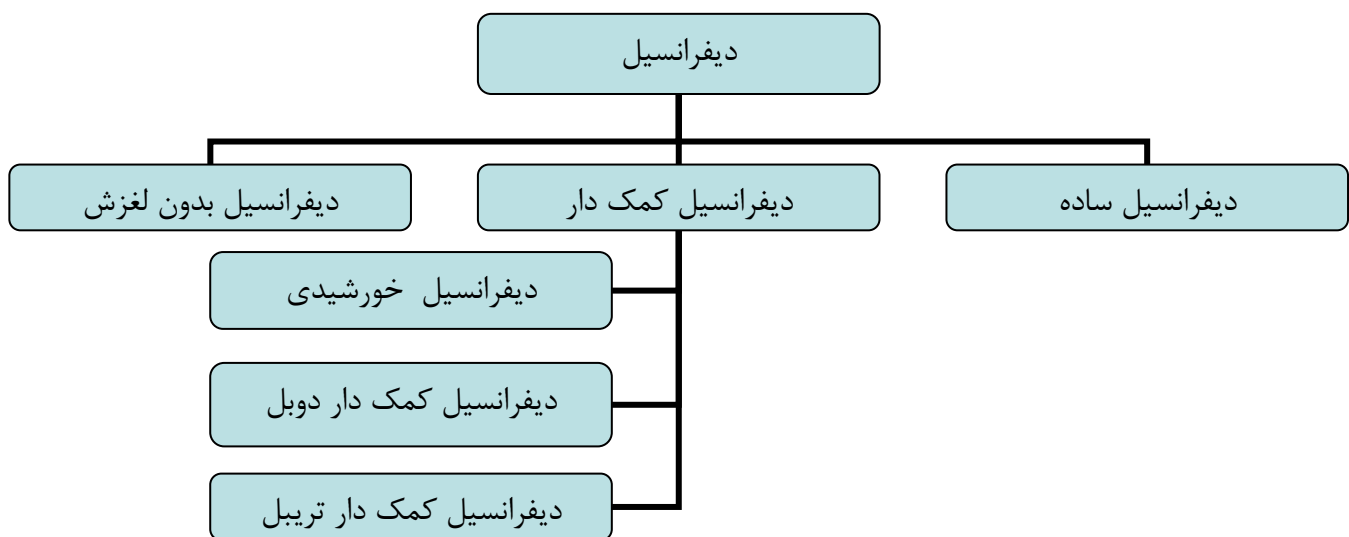 دیفرانسیل
دیفرانسیل ساده
دیفرانسیل کمک دار
دیفرانسیل بدون لغزش
دیفرانسیل خورشیدی
دیفرانسیل کمک دار دوبل
دیفرانسیل کمک دار تریبل